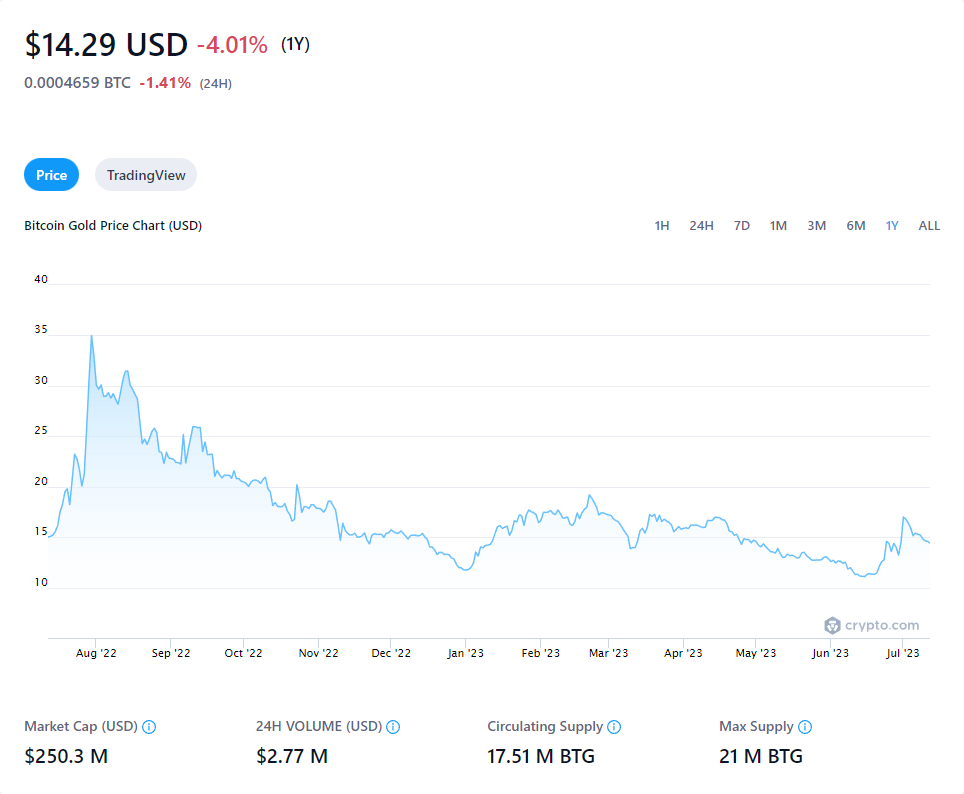 $14.29 USD -4.01% (1Y)
0.0004659 BTC -1.41% (24H)
Price TradingView
Bitcoin Gold Price Chart (USD) 1H 24H 7D 1M 3M 6M 1Y ALL
40
35
30
25
20
15
10
crypto.com
Aug '22 Sep '22 Oct '22 Nov '22 Dec '22 Jan '23 Feb '23 Mar '23 Apr '23 May '23 Jun '23 Jul '23
Market Cap (USD) 24H VOLUME (USD) Circulating Supply Max Supply
$250.3 M $2.77 M 17.51 M BTG 21 M BTG